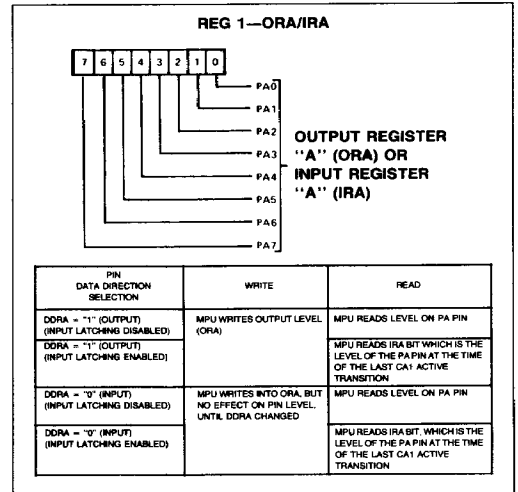 REG 1—ORA/IRA
7 6 5 4 3 2 1 0
PA0
PA1
PA2
PA3
PA4
PA5
PA6
PA7
OUTPUT REGISTER
"A" (ORA) OR
INPUT REGISTER
"A" (IRA)
PIN
DATA DIRECTION
SELECTION
WRITE
READ
DDRA = "1" (OUTPUT)
(INPUT LATCHING DISABLED)
MPU WRITES OUTPUT LEVEL
(ORA)
MPU READS LEVEL ON PA PIN
DDRA = "1" (OUTPUT)
(INPUT LATCHING ENABLED)
MPU READS IRA BIT WHICH IS THE
LEVEL OF THE PA PIN AT THE TIME
OF THE LAST CA1 ACTIVE
TRANSITION
DDRA = "0" (INPUT)
(INPUT LATCHING DISABLED)
MPU WRITES INTO ORA, BUT
NO EFFECT ON PIN LEVEL,
UNTIL DDRA CHANGED
MPU READS LEVEL ON PA PIN
DDRA = "0" (INPUT)
(INPUT LATCHING ENABLED)
MPU READS IRA BIT, WHICH IS THE
LEVEL OF THE PA PIN AT THE TIME
OF THE LAST CA1 ACTIVE
TRANSITION